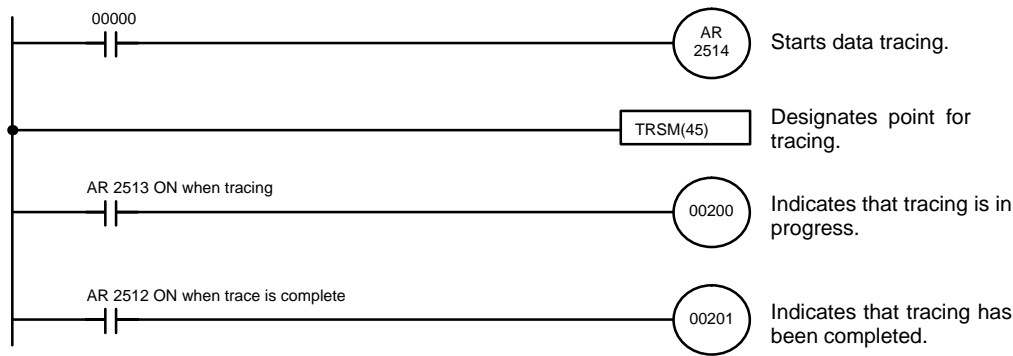 00000
AR
2514
Starts data tracing.
TRSM(45)
Designates point for
tracing.
AR 2513 ON when tracing
00200
Indicates that tracing is in
progress.
AR 2512 ON when trace is complete
00201
Indicates that tracing has
been completed.